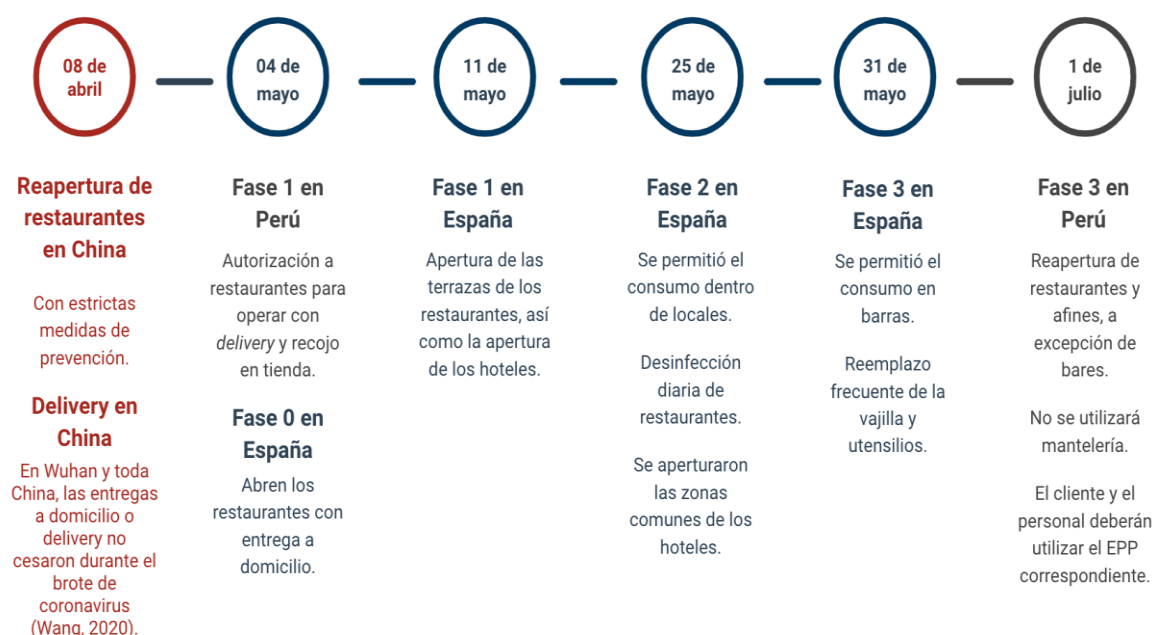 08 de
abril
Reapertura de
restaurantes
en China
Con estrictas
medidas de
prevención.
Delivery en
China
En Wuhan y toda
China, las entregas
a domicilio o
delivery no
cesaron durante el
brote de
coronavirus
(Wang, 2020).
04 de
mayo
Fase 1 en
Perú
Autorización a
restaurantes para
operar con
delivery y recojo
en tienda.
Fase 0 en
España
Abren los
restaurantes con
entrega a
domicilio.
11 de
mayo
Fase 1 en
España
Apertura de las
terrazas de los
restaurantes, así
como la apertura
de los hoteles.
25 de
mayo
Fase 2 en
España
Se permitió el
consumo dentro
de locales.
Desinfección
diaria de
restaurantes.
Se aperturaron
las zonas
comunes de los
hoteles.
31 de
mayo
Fase 3 en
España
Se permitió el
consumo en
barras.
Reemplazo
frecuente de la
vajilla y
utensilios.
1 de
julio
Fase 3 en
Perú
Reapertura de
restaurantes y
afines, a
excepción de
bares.
No se utilizará
mantelería.
El cliente y el
personal deberán
utilizar el EPP
correspondiente.